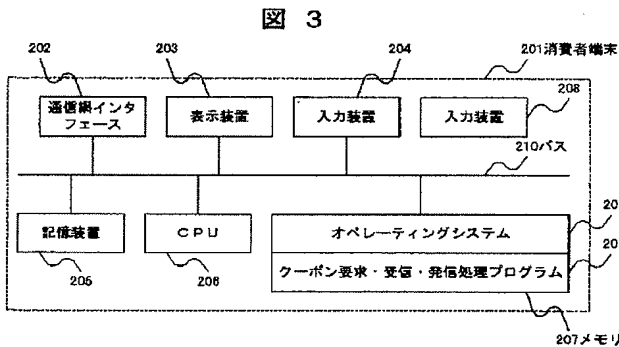 図 3
202
203
204
201消費者端末
通信網インタ
フェース
表示装置
入力装置
入力装置
208
210バス
記憶装置
CPU
オペレーティングシステム
20
クーポン要求・受信・発信処理プログラム
20
205
206
207メモリ